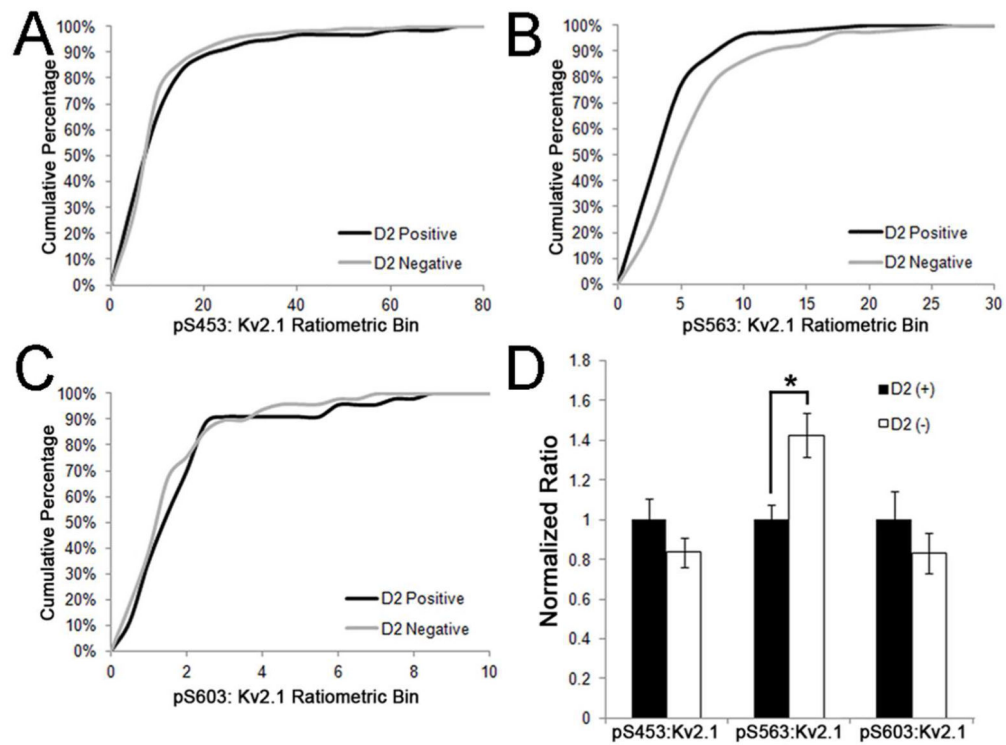 A
Cumulative Percentage
100%
90%
80%
70%
60%
50%
40%
30%
20%
10%
0%
D2 Positive
D2 Negative
0 20 40 60 80
pS453: Kv2.1 Ratiometric Bin
B
Cumulative Percentage
100%
90%
80%
70%
60%
50%
40%
30%
20%
10%
0%
D2 Positive
D2 Negative
0 5 10 15 20 25 30
pS563: Kv2.1 Ratiometric Bin
C
Cumulative Percentage
100%
90%
80%
70%
60%
50%
40%
30%
20%
10%
0%
D2 Positive
D2 Negative
0 2 4 6 8 10
pS603: Kv2.1 Ratiometric Bin
D
Normalized Ratio
1.8
1.6
1.4
1.2
1
0.8
0.6
0.4
0.2
0
*
D2 (+)
D2 (-)
pS453:Kv2.1 pS563:Kv2.1 pS603:Kv2.1